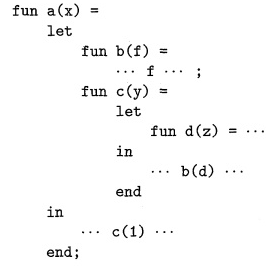 fun a(x) =
let
fun b(f) =
··· f ··· ;
fun c(y) =
let
fun d(z) = ···
in
··· b(d) ···
end
in
··· c(1) ···
end;